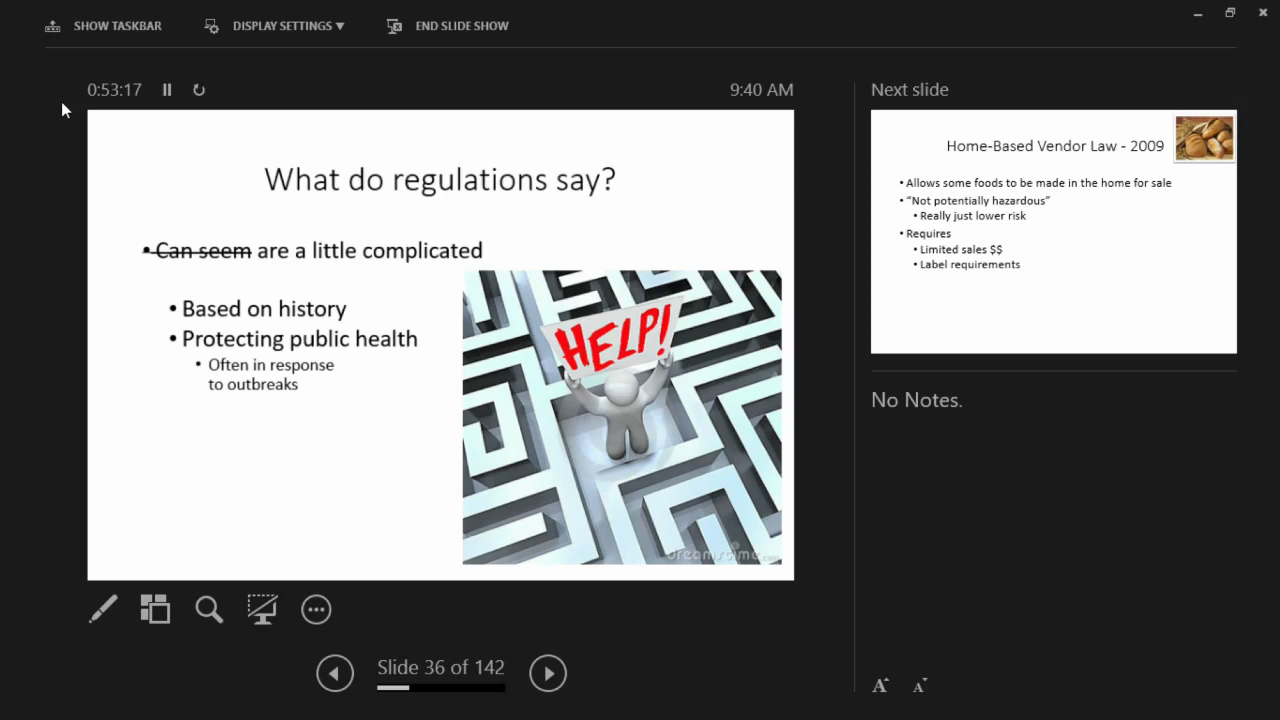 SHOW TASKBAR
DISPLAY SETTINGS ▼
END SLIDE SHOW
0:53:17
9:40 AM
What do regulations say?
• Can seem are a little complicated
• Based on history
• Protecting public health
• Often in response
to outbreaks
HELP!
dreamstime
Slide 36 of 142
Next slide
Home-Based Vendor Law - 2009
• Allows some foods to be made in the home for sale
• “Not potentially hazardous”
• Really just lower risk
• Requires
• Limited sales $$
• Label requirements
No Notes.
A A